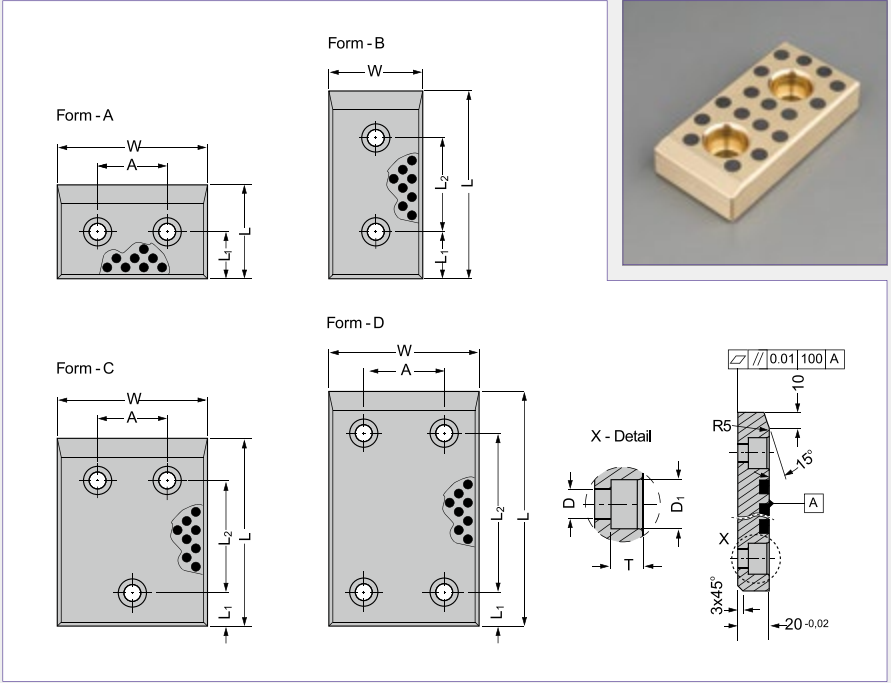 Form - B
W
L2
L1
L
Form - A
W
A
L1
L
Form - D
W
A
L2
L1
L
Form - C
W
A
L2
L1
L
X - Detail
D
D1
T
// 0.01 100 A
10
R5
15°
A
X
3x45°
20 -0,02